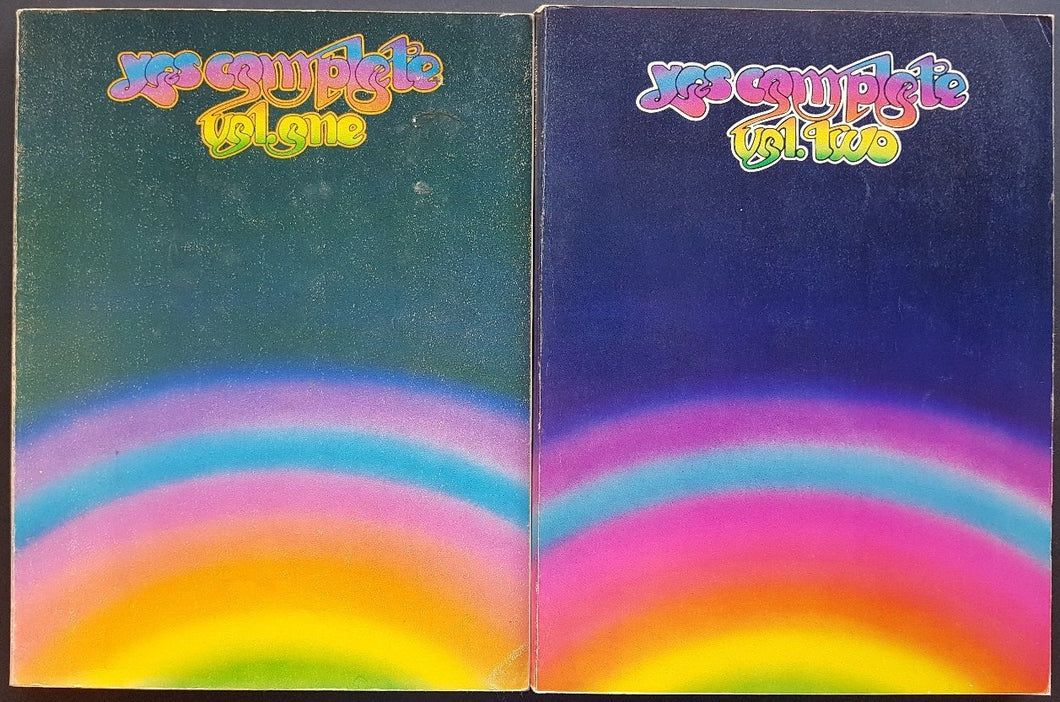 yes complete
vol. one
yes complete
vol. two